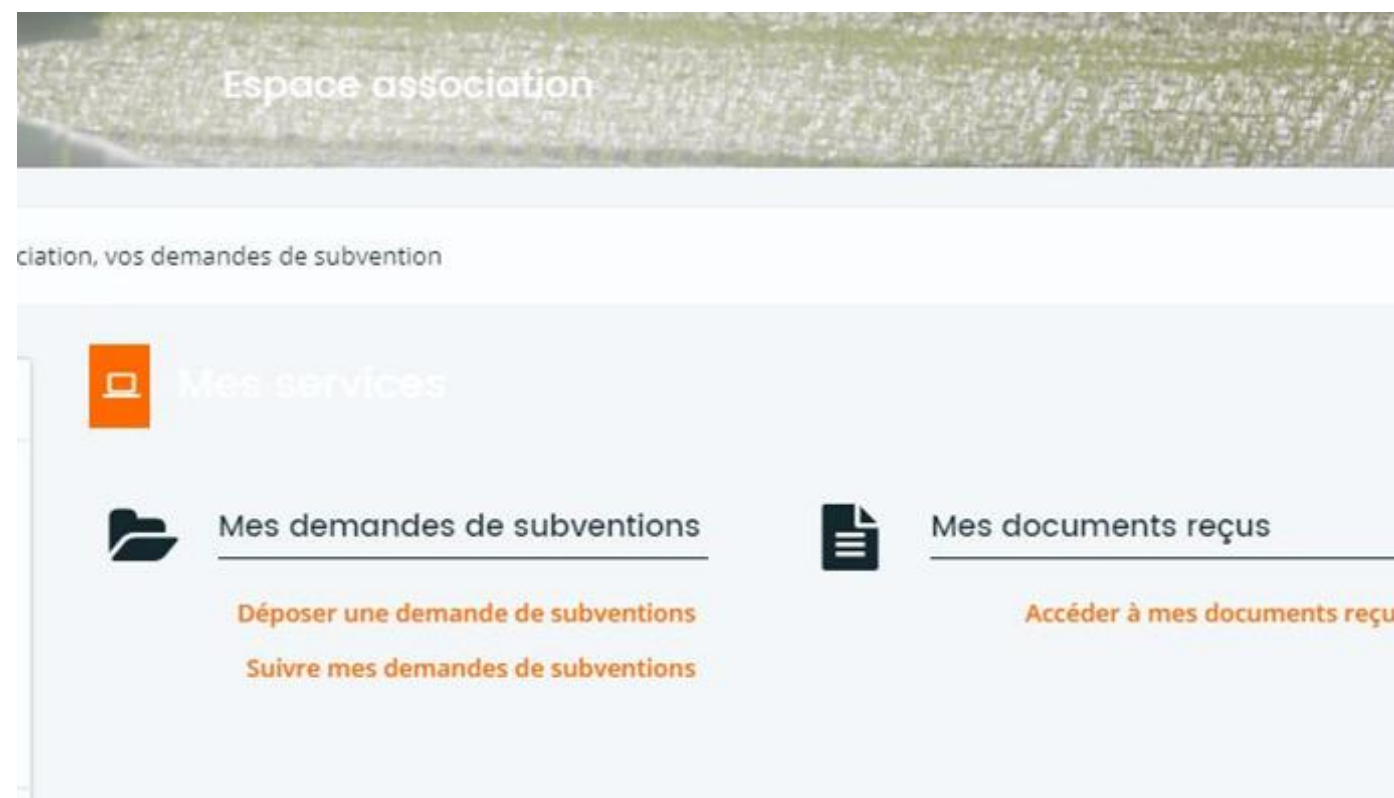 Espace association
ciation, vos demandes de subvention
Mes services
Mes demandes de subventions
Déposer une demande de subventions
Suivre mes demandes de subventions
Mes documents reçus
Accéder à mes documents reçu